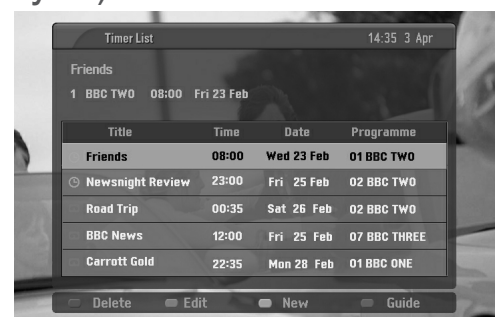 Timer List 14:35 3 Apr
Friends
1 BBC TWO 08:00 Fri 23 Feb
Title Time Date Programme
Friends 08:00 Wed 23 Feb 01 BBC TWO
Newsnight Review 23:00 Fri 25 Feb 02 BBC TWO
Road Trip 00:35 Sat 26 Feb 02 BBC TWO
BBC News 12:00 Fri 25 Feb 07 BBC THREE
Carrott Gold 22:35 Mon 28 Feb 01 BBC ONE
Delete Edit New Guide